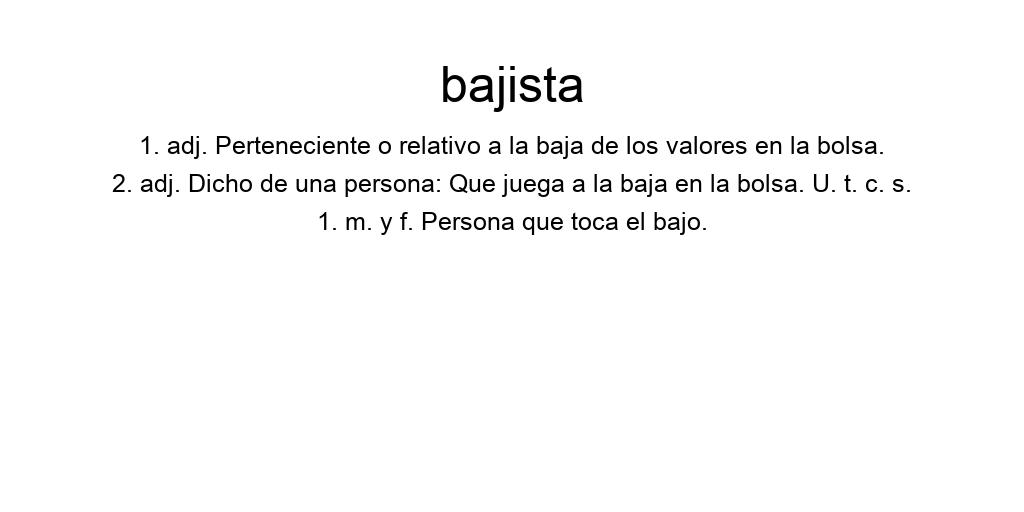 bajista
1. adj. Perteneciente o relativo a la baja de los valores en la bolsa.
2. adj. Dicho de una persona: Que juega a la baja en la bolsa. U. t. c. s.
1. m. y f. Persona que toca el bajo.